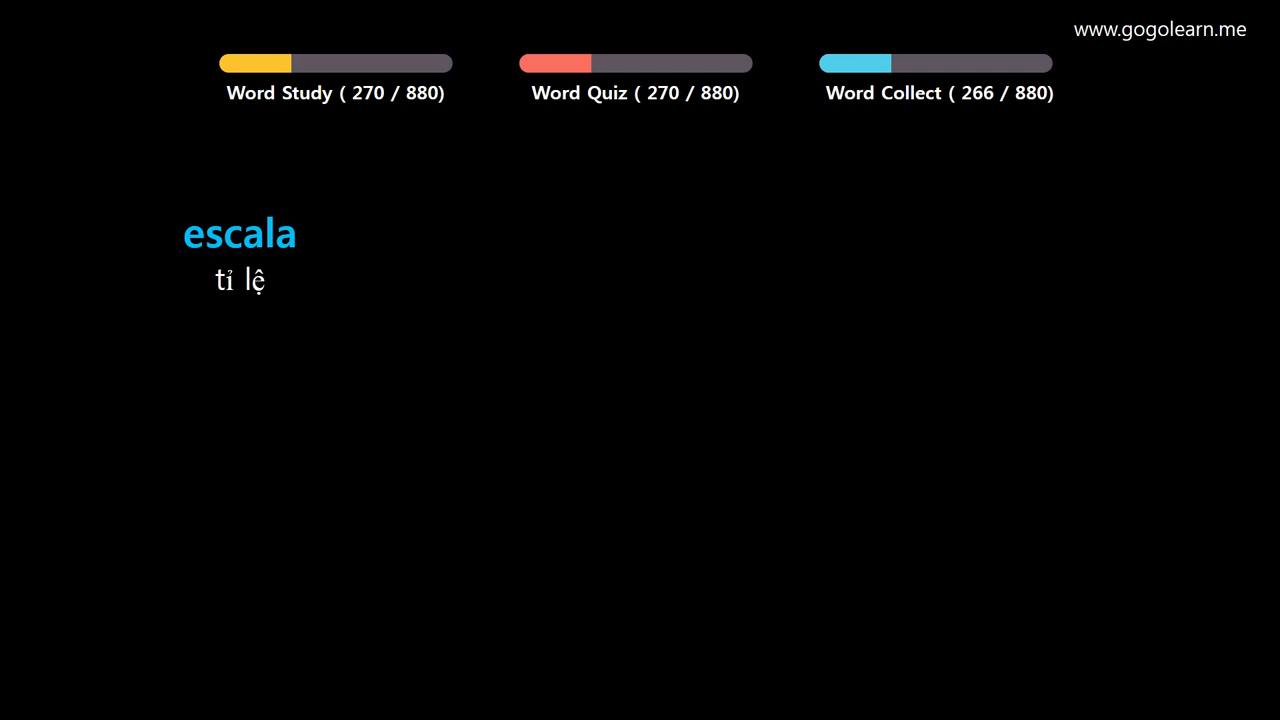 www.gogolearn.me
Word Study ( 270 / 880)
Word Quiz ( 270 / 880)
Word Collect ( 266 / 880)
escala
tỉ lệ